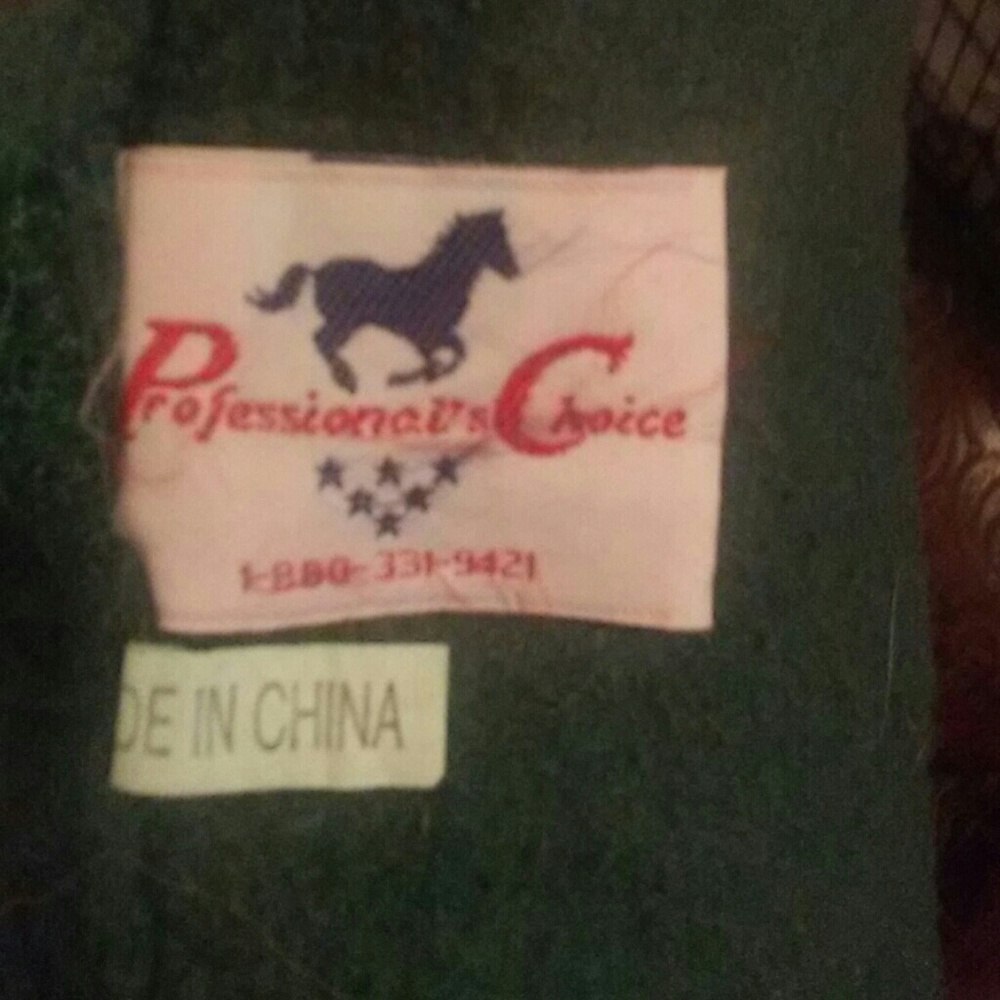 Professional's Choice
1-800-331-9421
DE IN CHINA